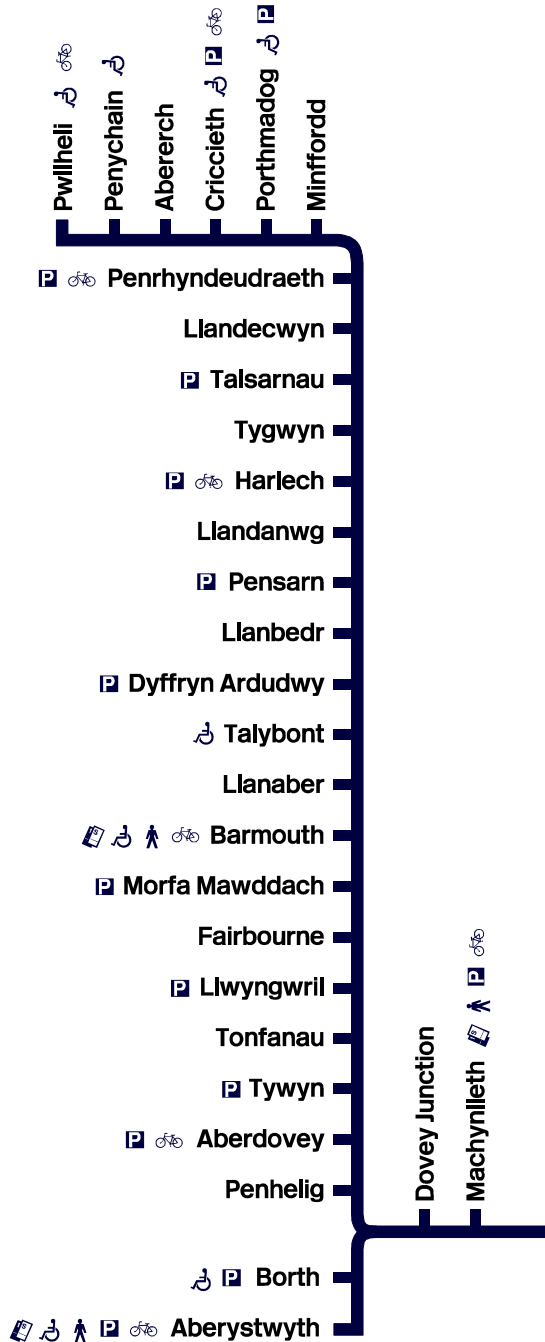 Pwllheli
Penychain
Abererch
Criccieth P
Porthmadog P
Minffordd
P Penrhyndeudraeth
Llandecwyn
P Talsarnau
Tygwyn
P Harlech
Llandanwg
P Pensarn
Llanbedr
P Dyffryn Ardudwy
Talybont
Llanaber
Barmouth
P Morfa Mawddach
Fairbourne
P Llwyngwril
Tonfanau
P Tywyn
P Aberdovey
Penhelig
Dovey Junction
Machynlleth P
P Borth
P Aberystwyth